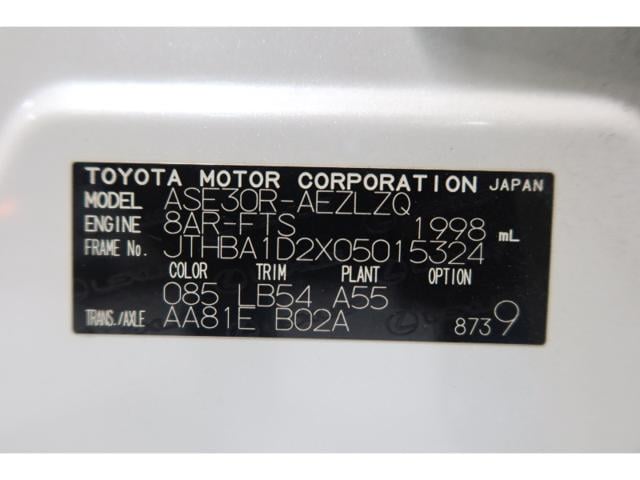 TOYOTA MOTOR CORPORATION JAPAN
MODEL ASE30R-AEZLZQ
ENGINE 8AR-FTS 1998 mL
FRAME NO. JTHBA1D2X05015324
COLOR TRIM PLANT OPTION
085 LB54 A55
TRANS./AXLE AA81E B02A 8739